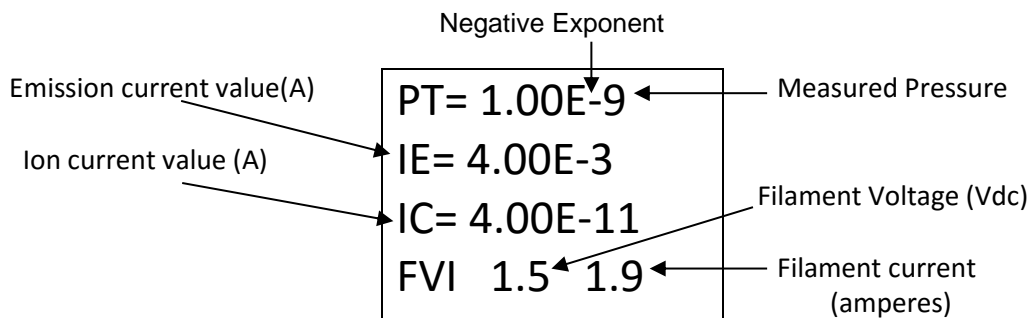 Negative Exponent
Emission current value(A)
PT= 1.00E-9
Measured Pressure
IE= 4.00E-3
Ion current value (A)
IC= 4.00E-11
Filament Voltage (Vdc)
FVI 1.5 1.9
Filament current
(amperes)